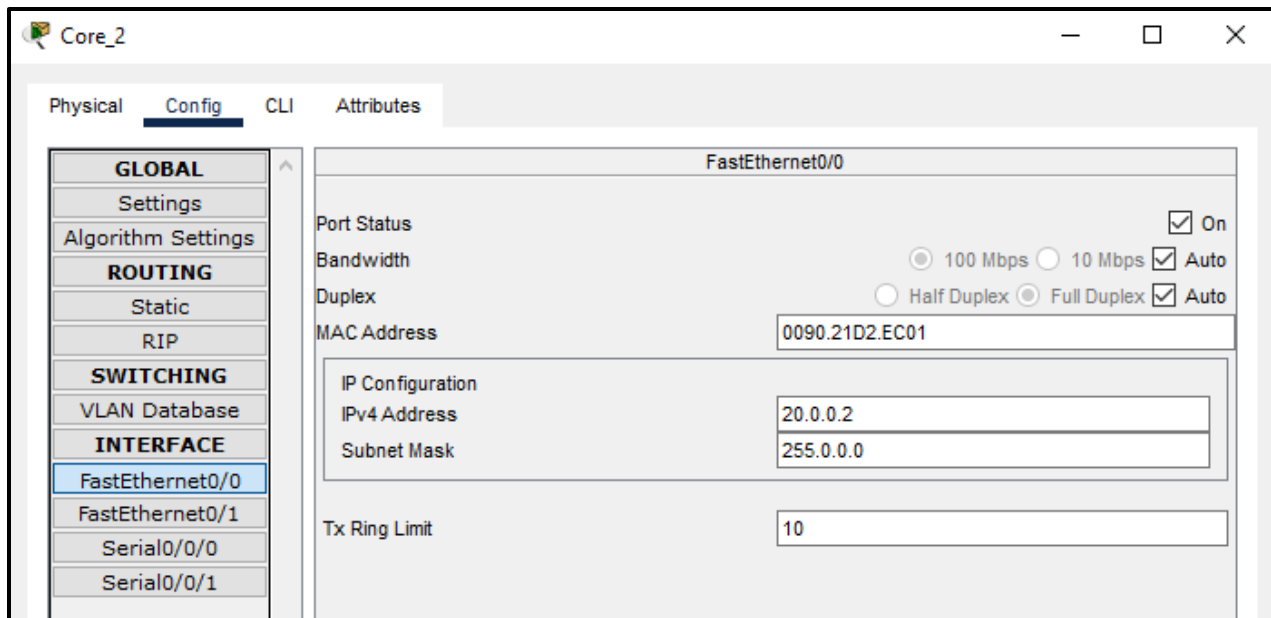 Core_2
Physical Config CLI Attributes
GLOBAL
Settings
Algorithm Settings
ROUTING
Static
RIP
SWITCHING
VLAN Database
INTERFACE
FastEthernet0/0
FastEthernet0/1
Serial0/0/0
Serial0/0/1
FastEthernet0/0
Port Status On
Bandwidth 100 Mbps 10 Mbps Auto
Duplex Half Duplex Full Duplex Auto
MAC Address 0090.21D2.EC01
IP Configuration
IPv4 Address 20.0.0.2
Subnet Mask 255.0.0.0
Tx Ring Limit 10